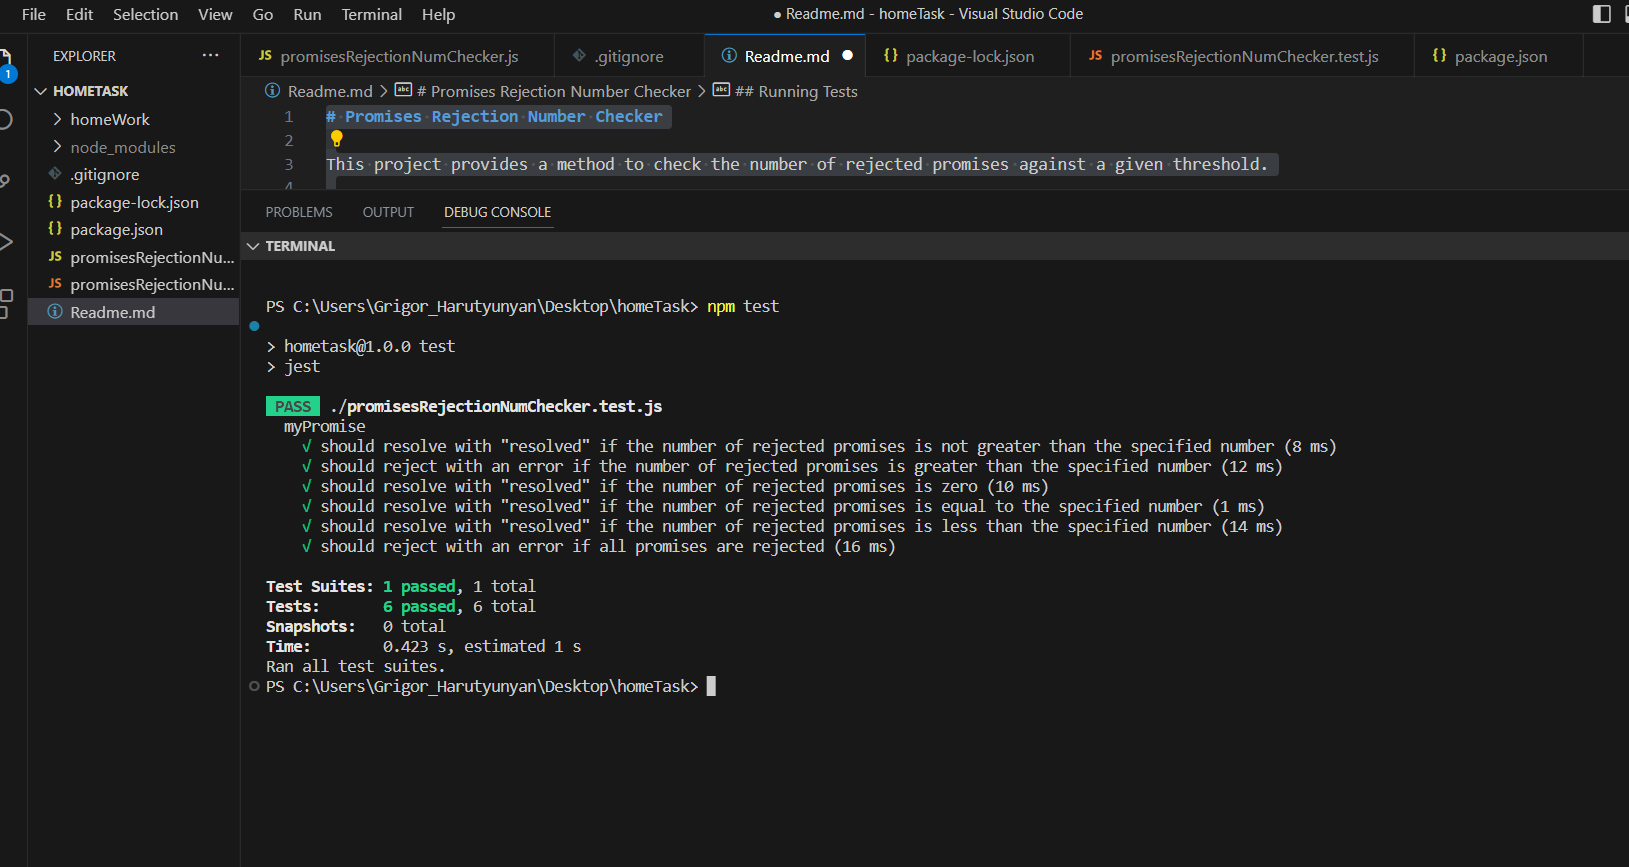 File Edit Selection View Go Run Terminal Help
● Readme.md - homeTask - Visual Studio Code
1
EXPLORER ···
HOMETASK
homeWork
node_modules
.gitignore
{} package-lock.json
{} package.json
JS promisesRejectionNu...
JS promisesRejectionNu...
Readme.md
JS promisesRejectionNumChecker.js
.gitignore
Readme.md ●
{} package-lock.json
JS promisesRejectionNumChecker.test.js
{} package.json
Readme.md > abc # Promises Rejection Number Checker > abc ## Running Tests
1 # Promises Rejection Number Checker
2
3 This project provides a method to check the number of rejected promises against a given threshold.
4
PROBLEMS OUTPUT DEBUG CONSOLE
TERMINAL
PS C:\Users\Grigor_Harutyunyan\Desktop\homeTask> npm test
> hometask@1.0.0 test
> jest
PASS ./promisesRejectionNumChecker.test.js
myPromise
√ should resolve with "resolved" if the number of rejected promises is not greater than the specified number (8 ms)
√ should reject with an error if the number of rejected promises is greater than the specified number (12 ms)
√ should resolve with "resolved" if the number of rejected promises is zero (10 ms)
√ should resolve with "resolved" if the number of rejected promises is equal to the specified number (1 ms)
√ should resolve with "resolved" if the number of rejected promises is less than the specified number (14 ms)
√ should reject with an error if all promises are rejected (16 ms)
Test Suites: 1 passed, 1 total
Tests: 6 passed, 6 total
Snapshots: 0 total
Time: 0.423 s, estimated 1 s
Ran all test suites.
PS C:\Users\Grigor_Harutyunyan\Desktop\homeTask>